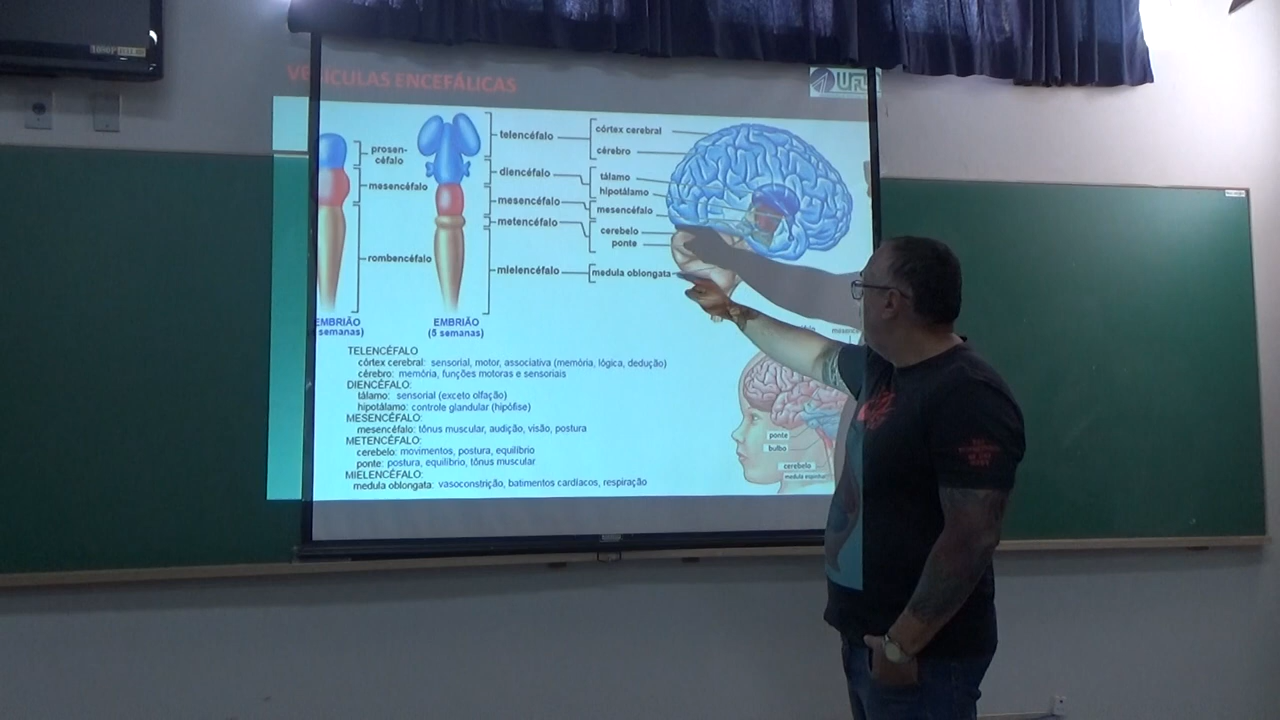 VESÍCULAS ENCEFÁLICAS
UFU
prosen-
céfalo
mesencéfalo
rombencéfalo
EMBRIÃO
semanas)
EMBRIÃO
(5 semanas)
telencéfalo
diencéfalo
mesencéfalo
metencéfalo
mielencéfalo
córtex cerebral
cérebro
tálamo
hipotálamo
mesencéfalo
cerebelo
ponte
medula oblongata
TELENCÉFALO
córtex cerebral: sensorial, motor, associativa (memória, lógica, dedução)
cérebro: memória, funções motoras e sensoriais
DIENCÉFALO:
tálamo: sensorial (exceto olfação)
hipotálamo: controle glandular (hipófise)
MESENCÉFALO:
mesencéfalo: tônus muscular, audição, visão, postura
METENCÉFALO:
cerebelo: movimentos, postura, equilíbrio
ponte: postura, equilíbrio, tônus muscular
MIELENCÉFALO:
medula oblongata: vasoconstrição, batimentos cardíacos, respiração
ponte
bulbo
cerebelo
medula espinhal